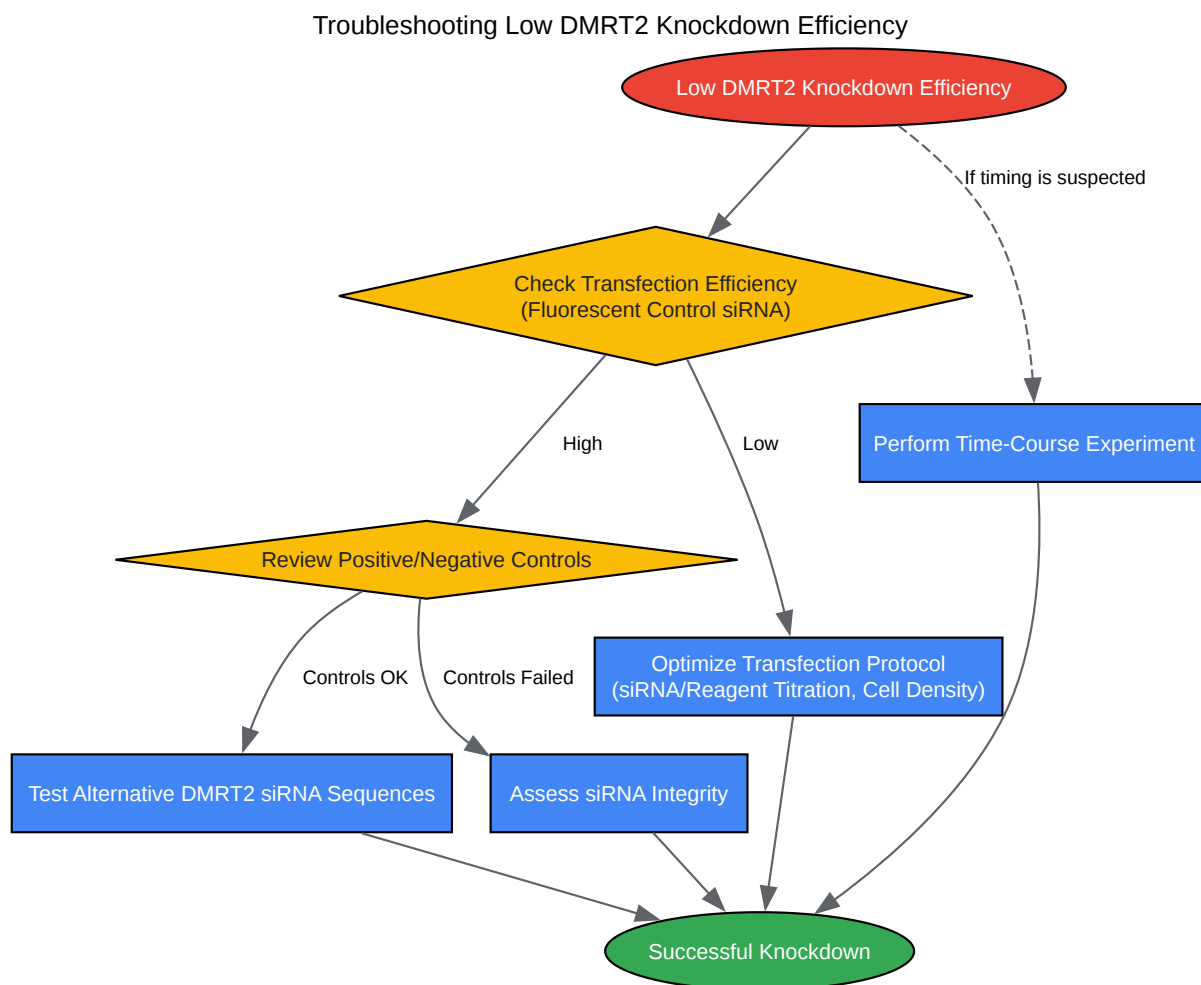 Troubleshooting Low DMRT2 Knockdown Efficiency
Low DMRT2 Knockdown Efficiency
If timing is suspected
Check Transfection Efficiency
(Fluorescent Control siRNA)
Perform Time-Course Experiment
High
Low
Review Positive/Negative Controls
Optimize Transfection Protocol
(siRNA/Reagent Titration, Cell Density)
Controls OK
Controls Failed
Test Alternative DMRT2 siRNA Sequences
Assess siRNA Integrity
Successful Knockdown